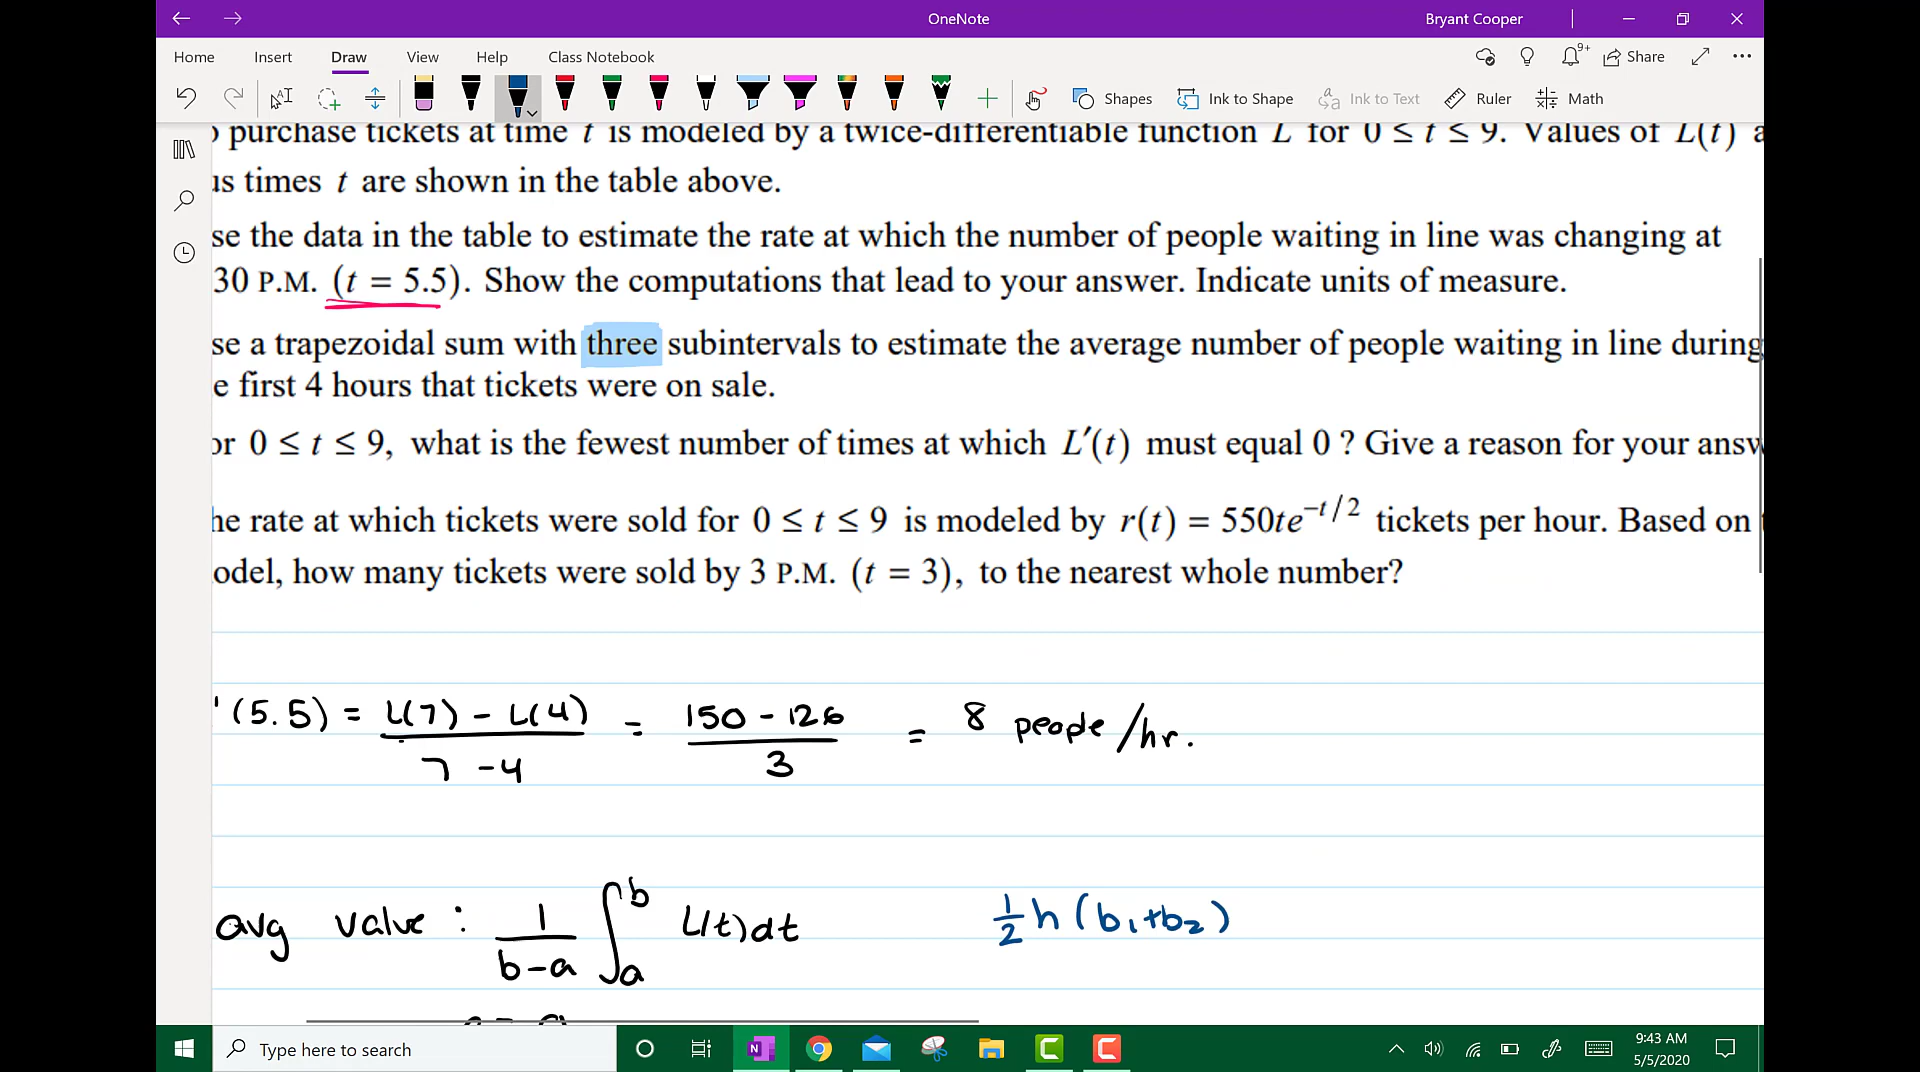 OneNote
Bryant Cooper
Home Insert Draw View Help Class Notebook
9+ Share
Shapes Ink to Shape Ink to Text Ruler Math
purchase tickets at time t is modeled by a twice-differentiable function L for 0 ≤ t ≤ 9. Values of L(t) a
us times t are shown in the table above.
se the data in the table to estimate the rate at which the number of people waiting in line was changing at
30 P.M. (t = 5.5). Show the computations that lead to your answer. Indicate units of measure.
se a trapezoidal sum with three subintervals to estimate the average number of people waiting in line during
e first 4 hours that tickets were on sale.
or 0 ≤ t ≤ 9, what is the fewest number of times at which L′(t) must equal 0 ? Give a reason for your answ
he rate at which tickets were sold for 0 ≤ t ≤ 9 is modeled by r(t) = 550te^(-t/2) tickets per hour. Based on
odel, how many tickets were sold by 3 P.M. (t = 3), to the nearest whole number?
'(5.5) = L(7) - L(4) / 7 - 4 = 150 - 126 / 3 = 8 people/hr.
avg value : 1/(b-a) ∫_a^b L(t)dt
1/2 h (b1+b2)
Type here to search
9:43 AM
5/5/2020